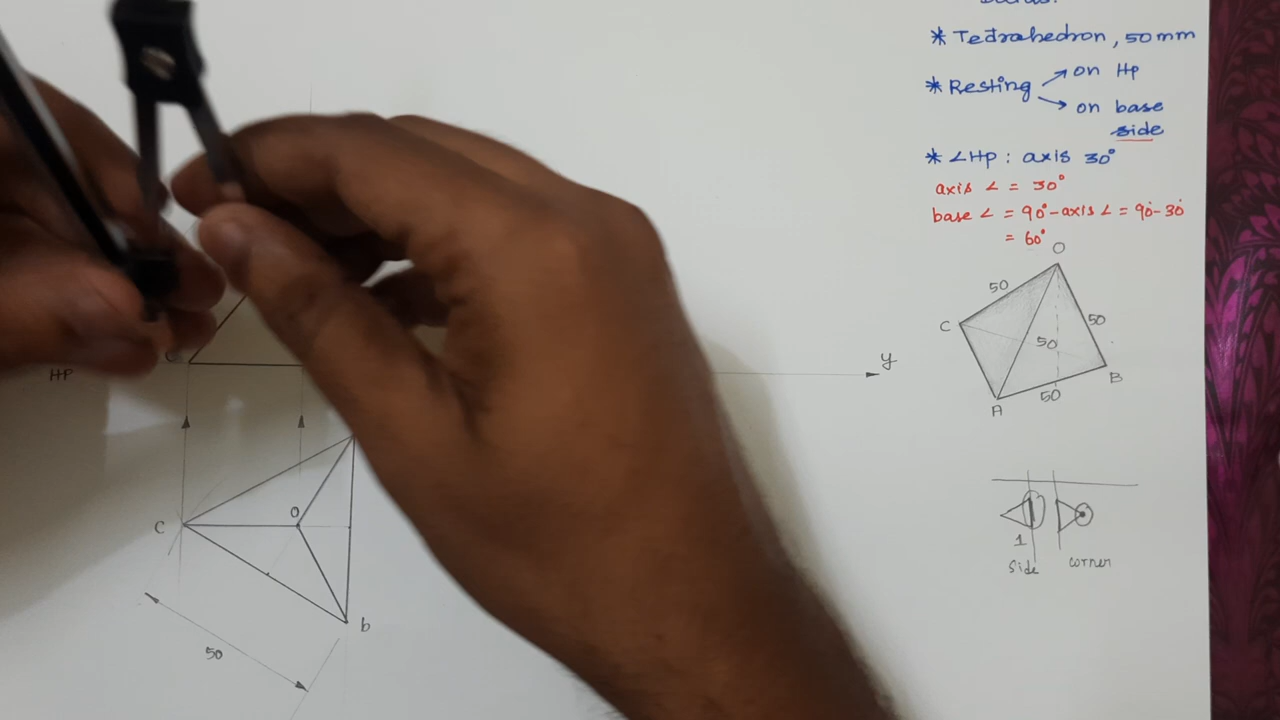 * Tetrahedron, 50mm
* Resting → on Hp
→ on base
side
* ∠Hp : axis 30°
axis ∠ = 30°
base ∠ = 90° - axis ∠ = 90° - 30°
= 60°
O
50
C
50
50
B
50
A
y
HP
C
O
b
50
1
Side
corner